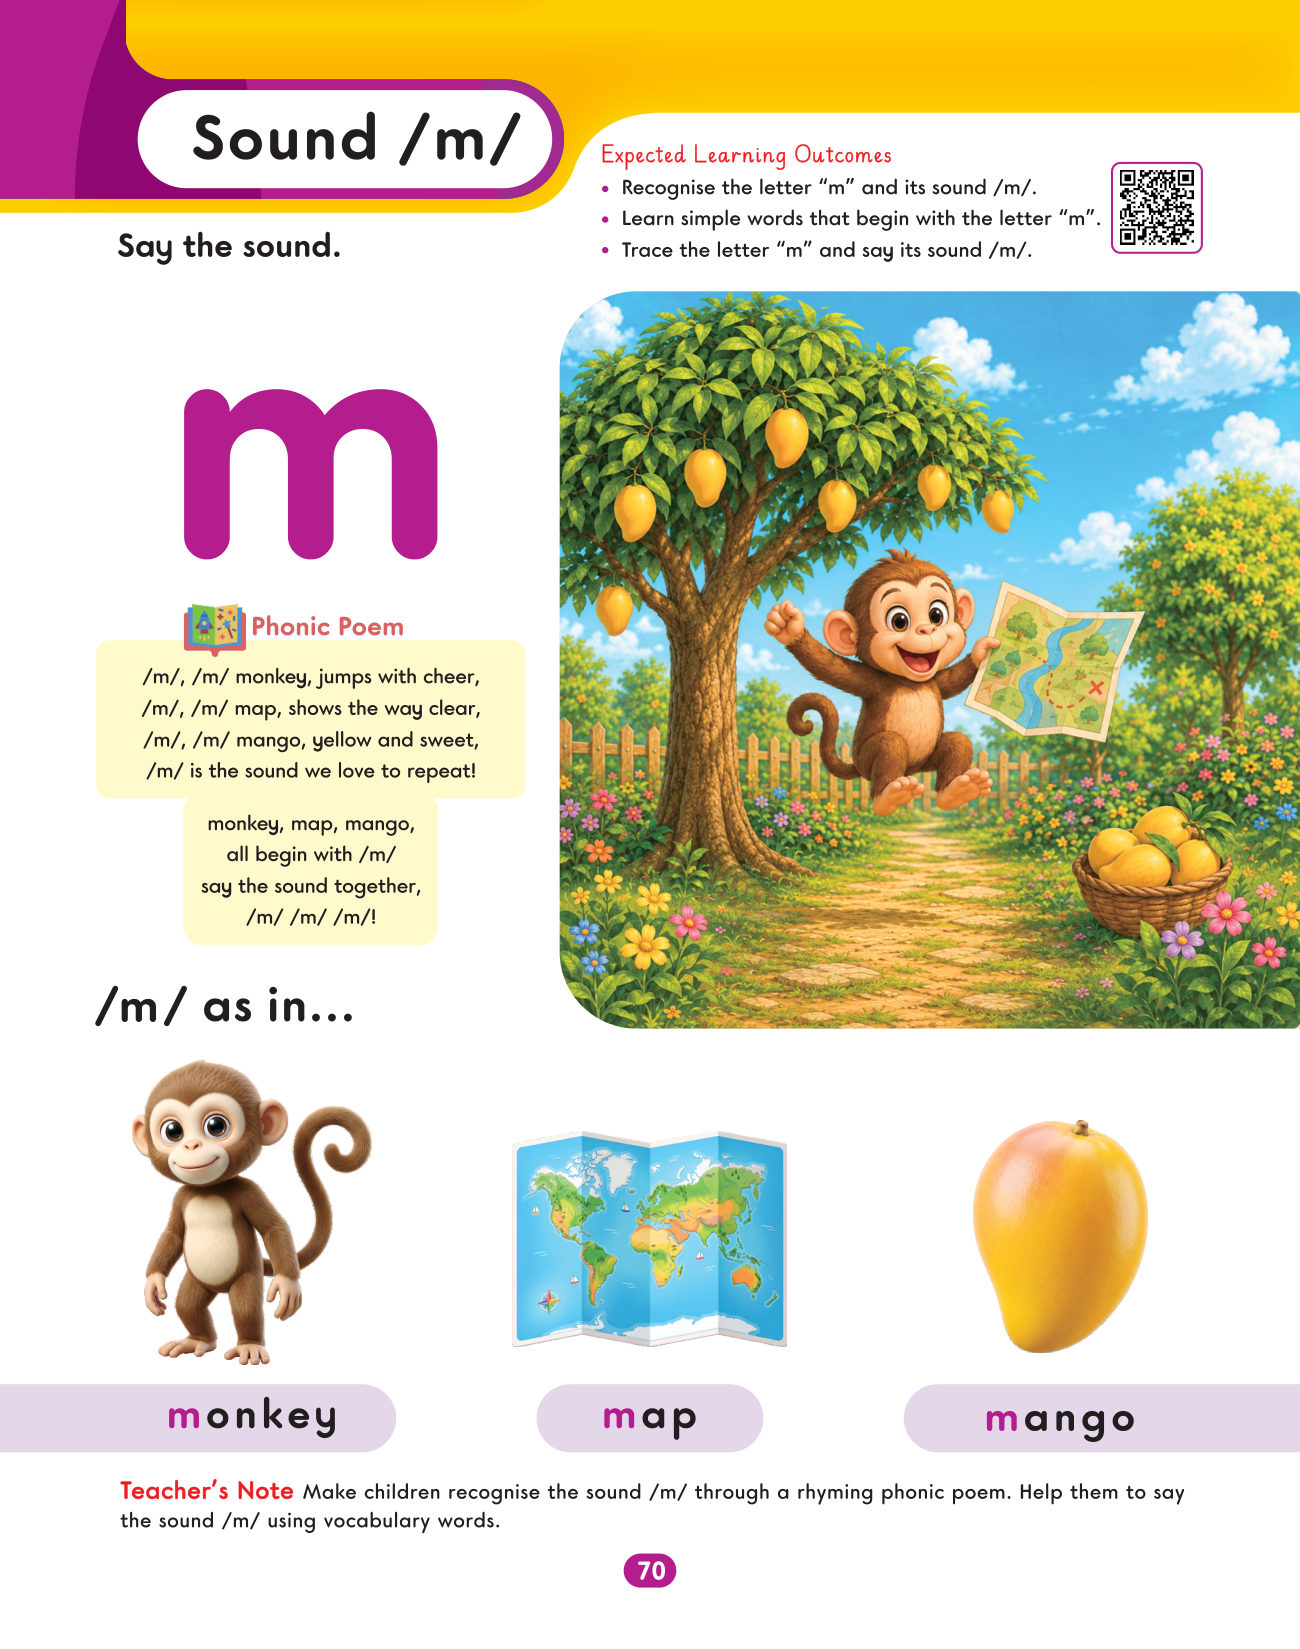 Sound /m/
Expected Learning Outcomes
• Recognise the letter “m” and its sound /m/.
• Learn simple words that begin with the letter “m”.
• Trace the letter “m” and say its sound /m/.
Say the sound.
m
Phonic Poem
/m/, /m/ monkey, jumps with cheer,
/m/, /m/ map, shows the way clear,
/m/, /m/ mango, yellow and sweet,
/m/ is the sound we love to repeat!
monkey, map, mango,
all begin with /m/
say the sound together,
/m/ /m/ /m/!
/m/ as in...
monkey
map
mango
Teacher’s Note Make children recognise the sound /m/ through a rhyming phonic poem. Help them to say
the sound /m/ using vocabulary words.
70